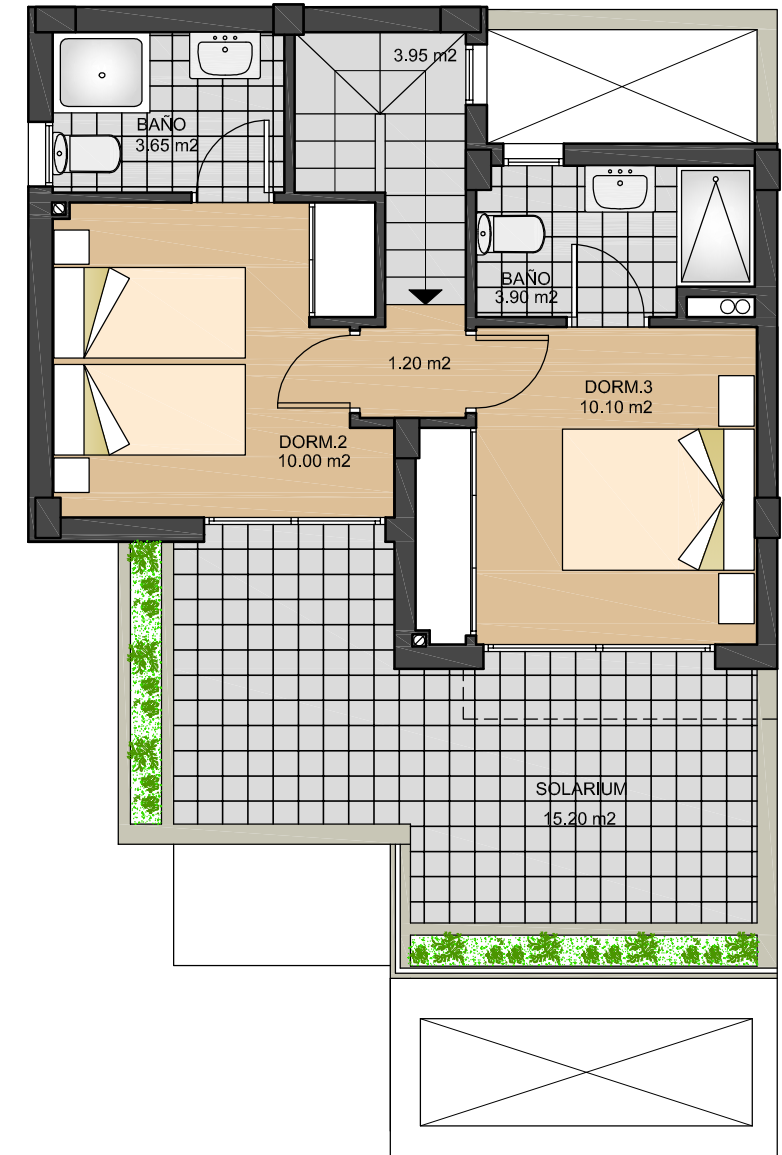 3.95 m2
BAÑO
3.65 m2
BAÑO
3.90 m2
1.20 m2
DORM.3
10.10 m2
DORM.2
10.00 m2
SOLARIUM
15.20 m2